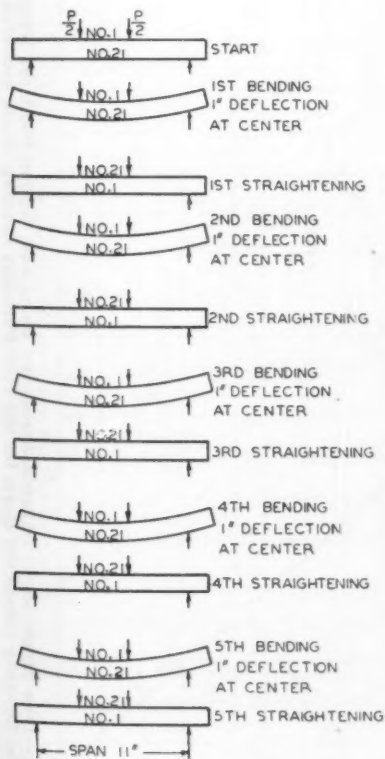 P/2 P/2
NO.1
NO.21 START
NO.1 1ST BENDING
NO.21 1" DEFLECTION
AT CENTER
NO.21
NO.1 1ST STRAIGHTENING
NO.1 2ND BENDING
NO.21 1" DEFLECTION
AT CENTER
NO.21
NO.1 2ND STRAIGHTENING
NO.1 3RD BENDING
NO.21 1" DEFLECTION
AT CENTER
NO.21
NO.1 3RD STRAIGHTENING
NO.1 4TH BENDING
NO.21 1" DEFLECTION
AT CENTER
NO.21
NO.1 4TH STRAIGHTENING
NO.1 5TH BENDING
NO.21 1" DEFLECTION
AT CENTER
NO.21
NO.1 5TH STRAIGHTENING
SPAN 11"